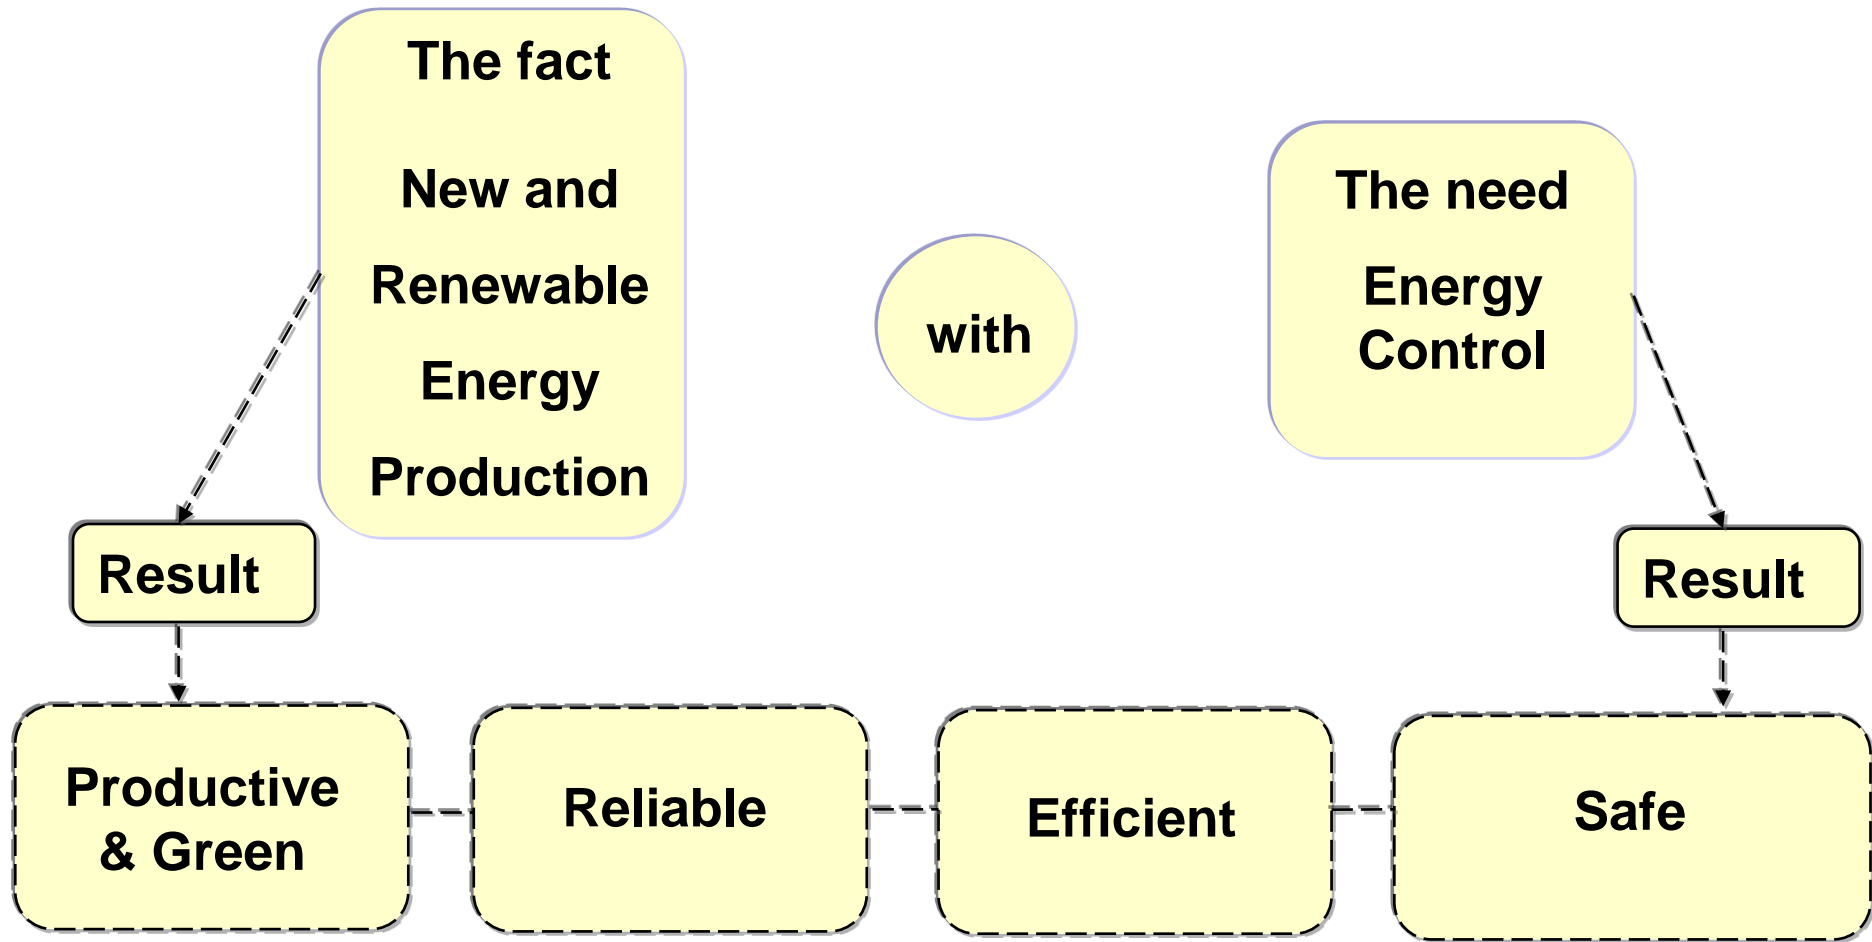 The fact
New and
Renewable
Energy
Production
with
The need
Energy
Control
Result
Result
Productive
& Green
Reliable
Efficient
Safe